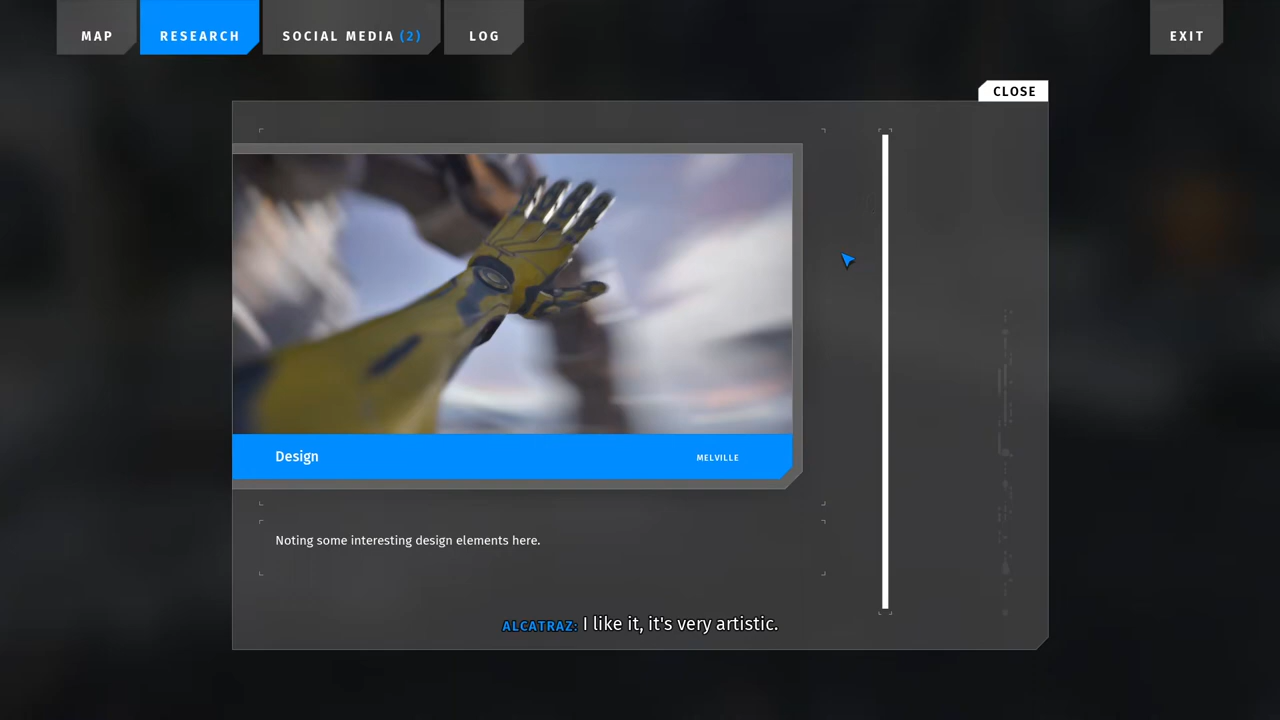 MAP
RESEARCH
SOCIAL MEDIA (2)
LOG
EXIT
CLOSE
Design
MELVILLE
Noting some interesting design elements here.
ALCATRAZ: I like it, it's very artistic.